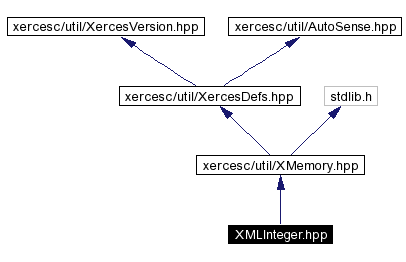 xercesc/util/XercesVersion.hpp
xercesc/util/AutoSense.hpp
xercesc/util/XercesDefs.hpp
stdlib.h
xercesc/util/XMemory.hpp
XMLInteger.hpp